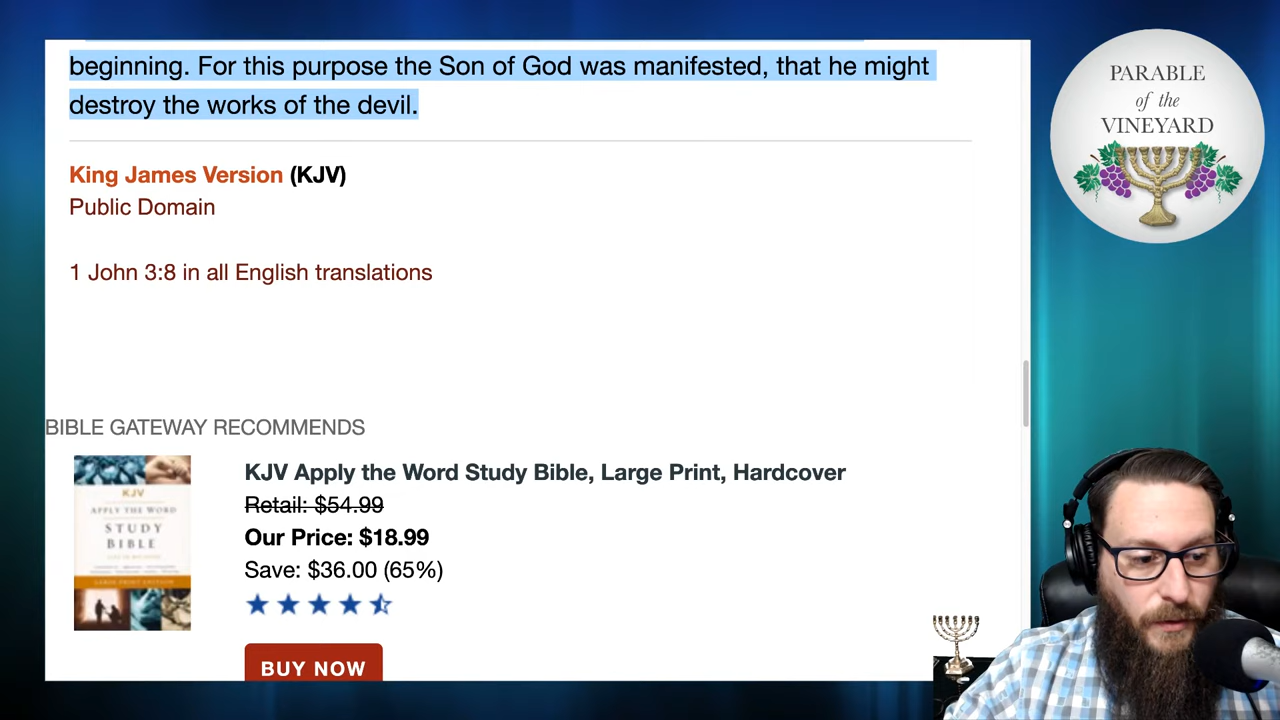 beginning. For this purpose the Son of God was manifested, that he might
destroy the works of the devil.
King James Version (KJV)
Public Domain
1 John 3:8 in all English translations
BIBLE GATEWAY RECOMMENDS
KJV
APPLY THE WORD
STUDY
BIBLE
LARGE PRINT EDITION
KJV Apply the Word Study Bible, Large Print, Hardcover
Retail: $54.99
Our Price: $18.99
Save: $36.00 (65%)
BUY NOW
PARABLE
of the
VINEYARD